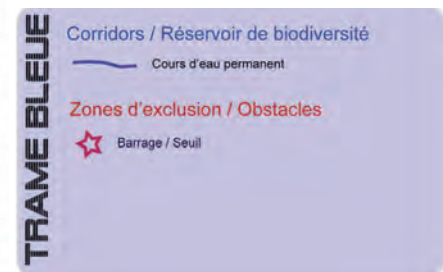 TRAME BLEUE
Corridors / Réservoir de biodiversité
Cours d'eau permanent
Zones d'exclusion / Obstacles
Barrage / Seuil